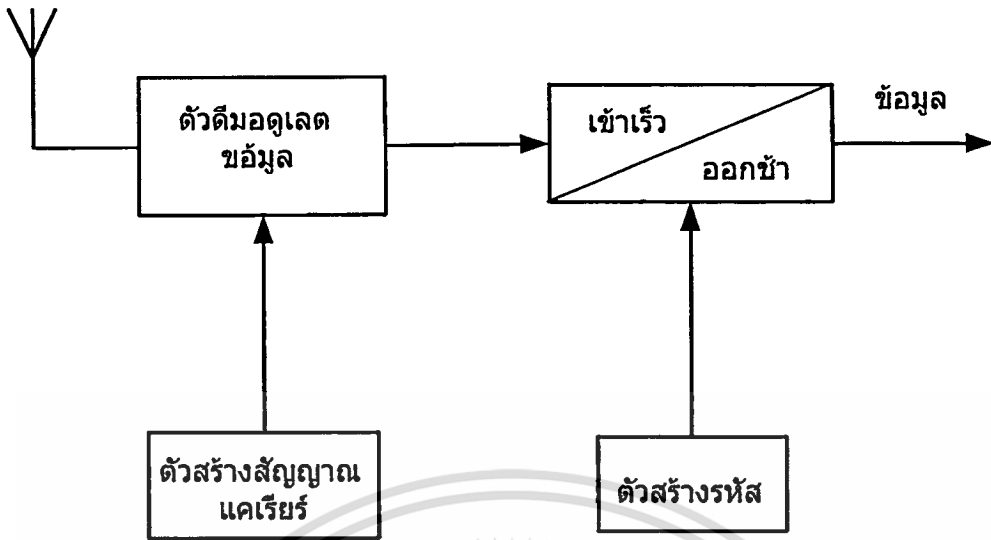 ตัวดีมอดูเลต
ขอ้มูล
เข้าเร็ว
ออกช้า
ข้อมูล
ตัวสร้างสัญญาณ
แคเรียร์
ตัวสร้างรหัส